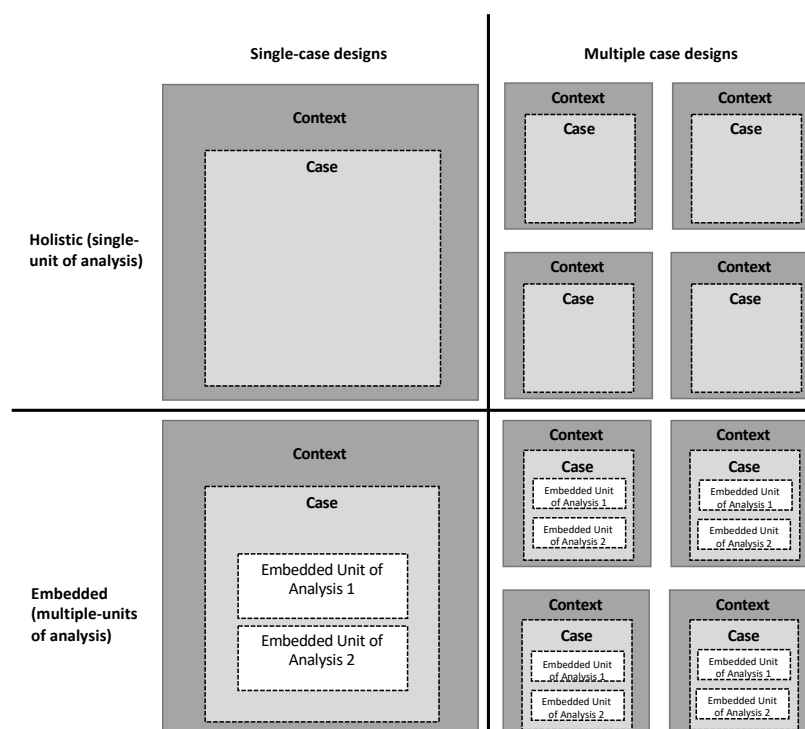 Single-case designs
Multiple case designs
Holistic (single-
unit of analysis)
Context
Case
Context
Case
Context
Case
Context
Case
Context
Case
Embedded
(multiple-units
of analysis)
Context
Case
Embedded Unit of
Analysis 1
Embedded Unit of
Analysis 2
Context
Case
Embedded Unit
of Analysis 1
Embedded Unit
of Analysis 2
Context
Case
Embedded Unit
of Analysis 1
Embedded Unit
of Analysis 2
Context
Case
Embedded Unit
of Analysis 1
Embedded Unit
of Analysis 2
Context
Case
Embedded Unit
of Analysis 1
Embedded Unit
of Analysis 2